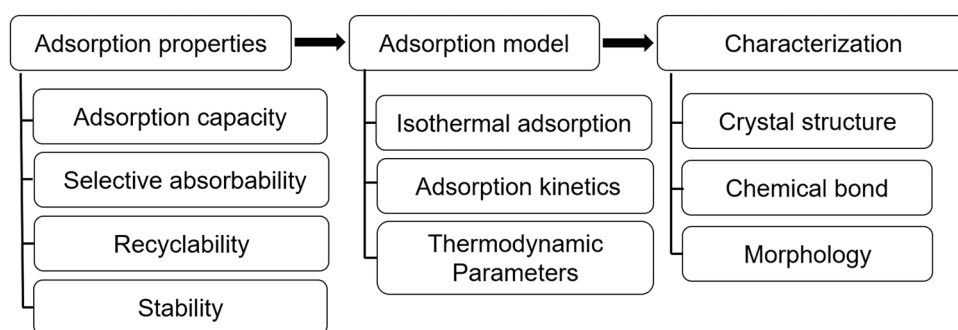 Adsorption properties
Adsorption capacity
Selective absorbability
Recyclability
Stability
Adsorption model
Isothermal adsorption
Adsorption kinetics
Thermodynamic
Parameters
Characterization
Crystal structure
Chemical bond
Morphology